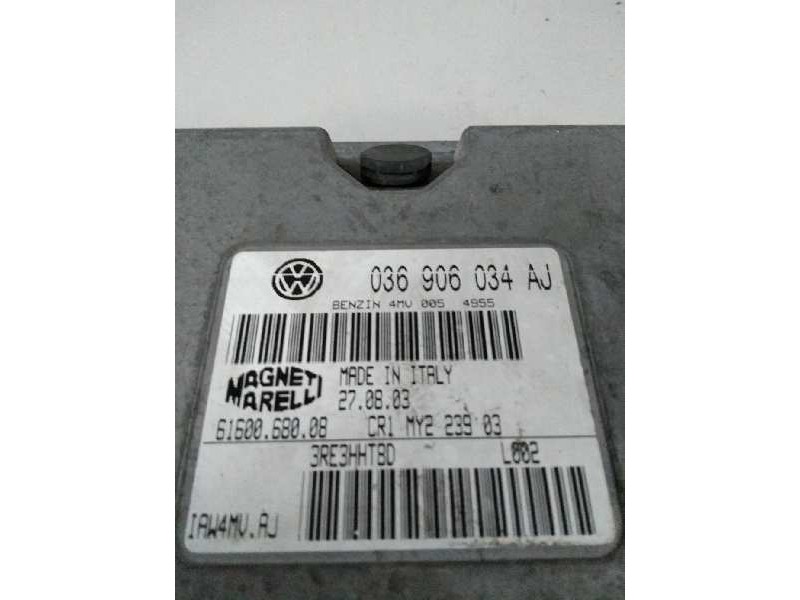 036 906 034 AJ
BENZIN 4MV 005 4955
MAGNETI
MARELLI
MADE IN ITALY
27.08.03
61600.680.08 CR1 MY2 239 03
3RE3HHTBD L002
IAW4MV.AJ